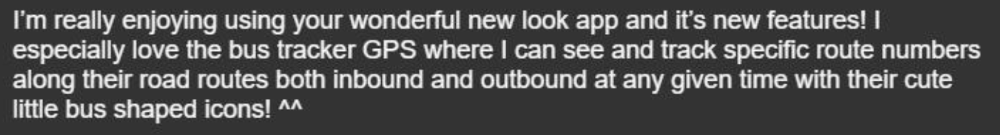 I’m really enjoying using your wonderful new look app and it’s new features! I
especially love the bus tracker GPS where I can see and track specific route numbers
along their road routes both inbound and outbound at any given time with their cute
little bus shaped icons! ^^